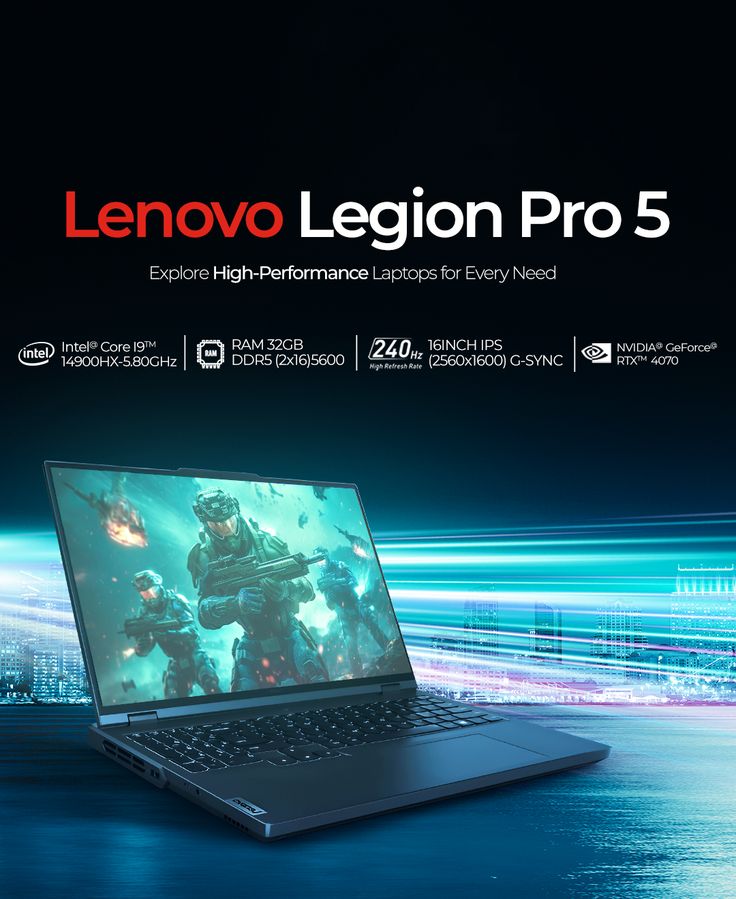 Lenovo Legion Pro 5
Explore High-Performance Laptops for Every Need
intel
Intel® Core I9™
14900HX-5.80GHz
RAM
RAM 32GB
DDR5 (2x16)5600
240Hz
High Refresh Rate
16INCH IPS
(2560x1600) G-SYNC
NVIDIA® GeForce®
RTX™ 4070
Lenovo